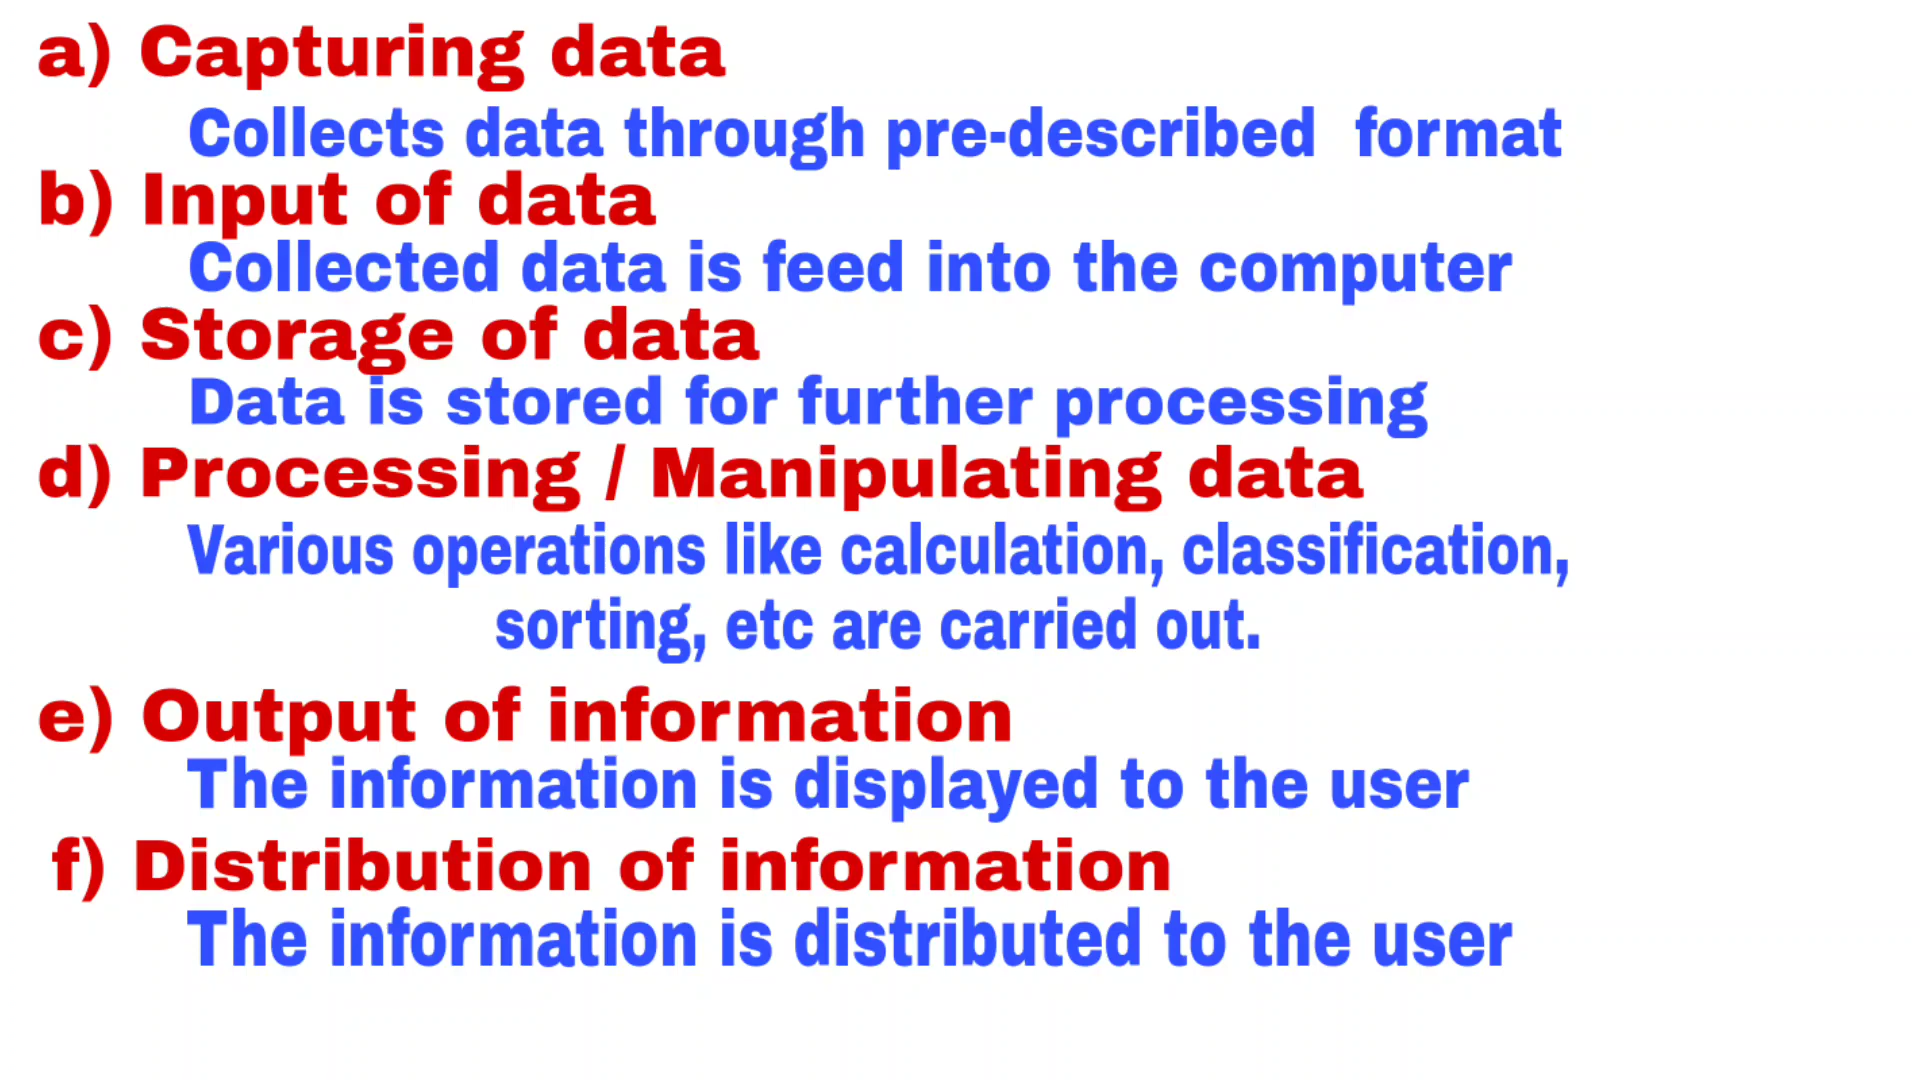 a) Capturing data
Collects data through pre-described format
b) Input of data
Collected data is feed into the computer
c) Storage of data
Data is stored for further processing
d) Processing / Manipulating data
Various operations like calculation, classification,
sorting, etc are carried out.
e) Output of information
The information is displayed to the user
f) Distribution of information
The information is distributed to the user